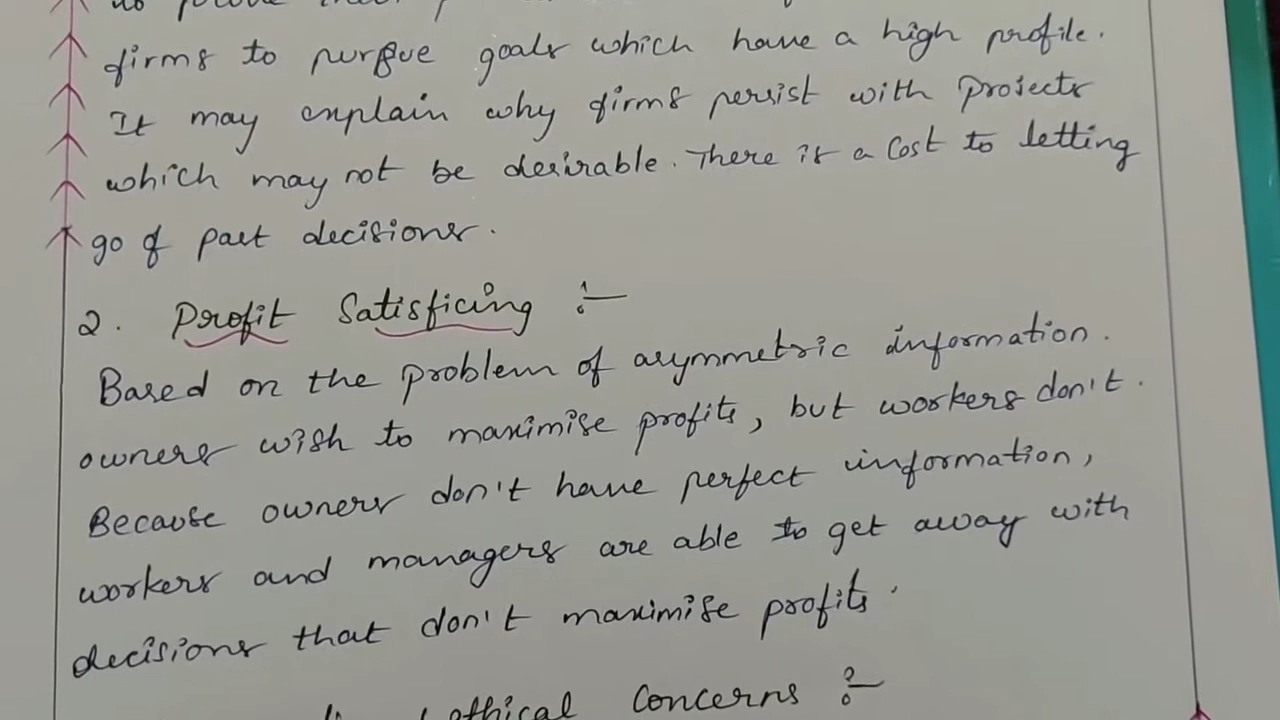 firms to pursue goals which have a high profile.
It may explain why firms persist with projects
which may not be desirable. There is a cost to letting
go of past decisions.
2. Profit Satisficing :-
Based on the problem of asymmetric information.
owners wish to maximise profits, but workers don't.
Because owners don't have perfect information,
workers and managers are able to get away with
decisions that don't maximise profits.
ethical concerns :-